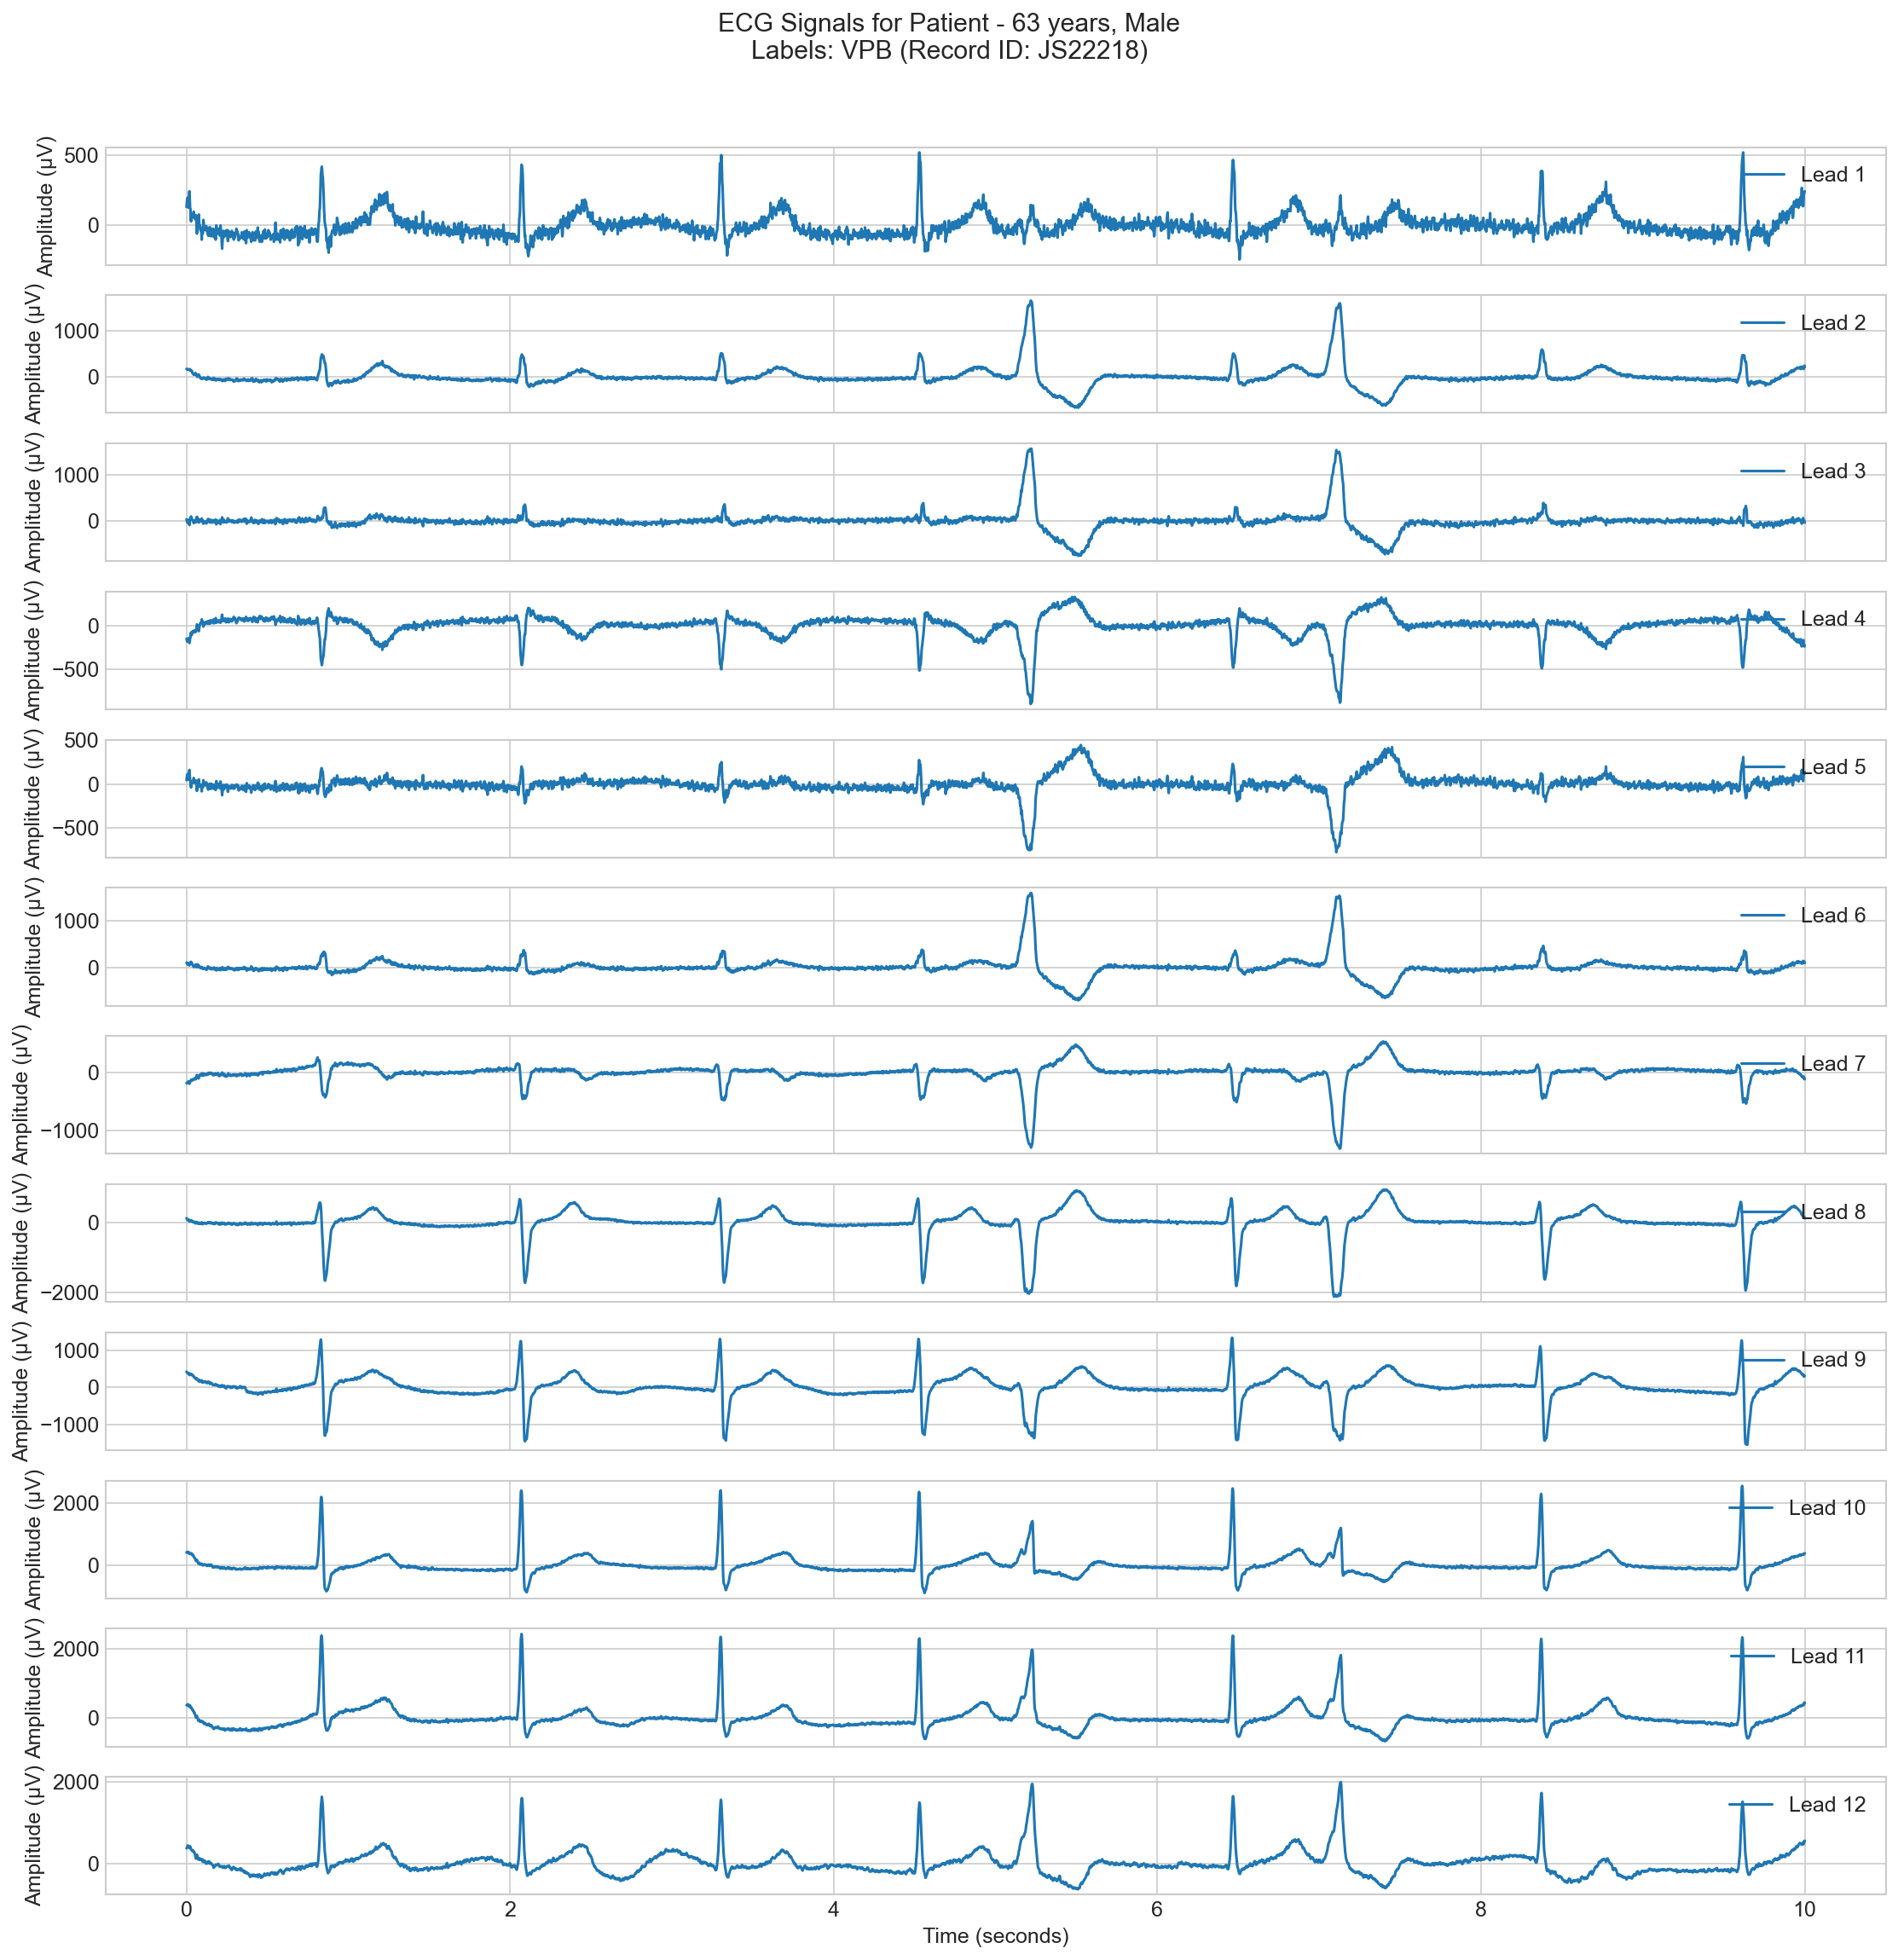 ECG Signals for Patient - 63 years, Male
Labels: VPB (Record ID: JS22218)
Amplitude (µV)
500
0
Lead 1
Amplitude (µV)
1000
0
Lead 2
Amplitude (µV)
1000
0
Lead 3
Amplitude (µV)
0
−500
Lead 4
Amplitude (µV)
500
0
−500
Lead 5
Amplitude (µV)
1000
0
Lead 6
Amplitude (µV)
0
−1000
Lead 7
Amplitude (µV)
0
−2000
Lead 8
Amplitude (µV)
1000
0
−1000
Lead 9
Amplitude (µV)
2000
0
Lead 10
Amplitude (µV)
2000
0
Lead 11
Amplitude (µV)
2000
0
Lead 12
0 2 4 6 8 10
Time (seconds)